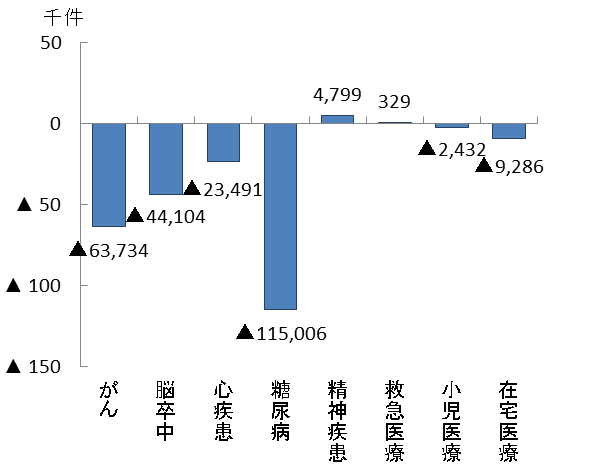 千件
50
0
▲ 50
▲ 100
▲ 150
4,799
329
▲ 2,432
▲ 9,286
▲ 23,491
▲ 44,104
▲ 63,734
▲ 115,006
がん
脳卒中
心疾患
糖尿病
精神疾患
救急医療
小児医療
在宅医療